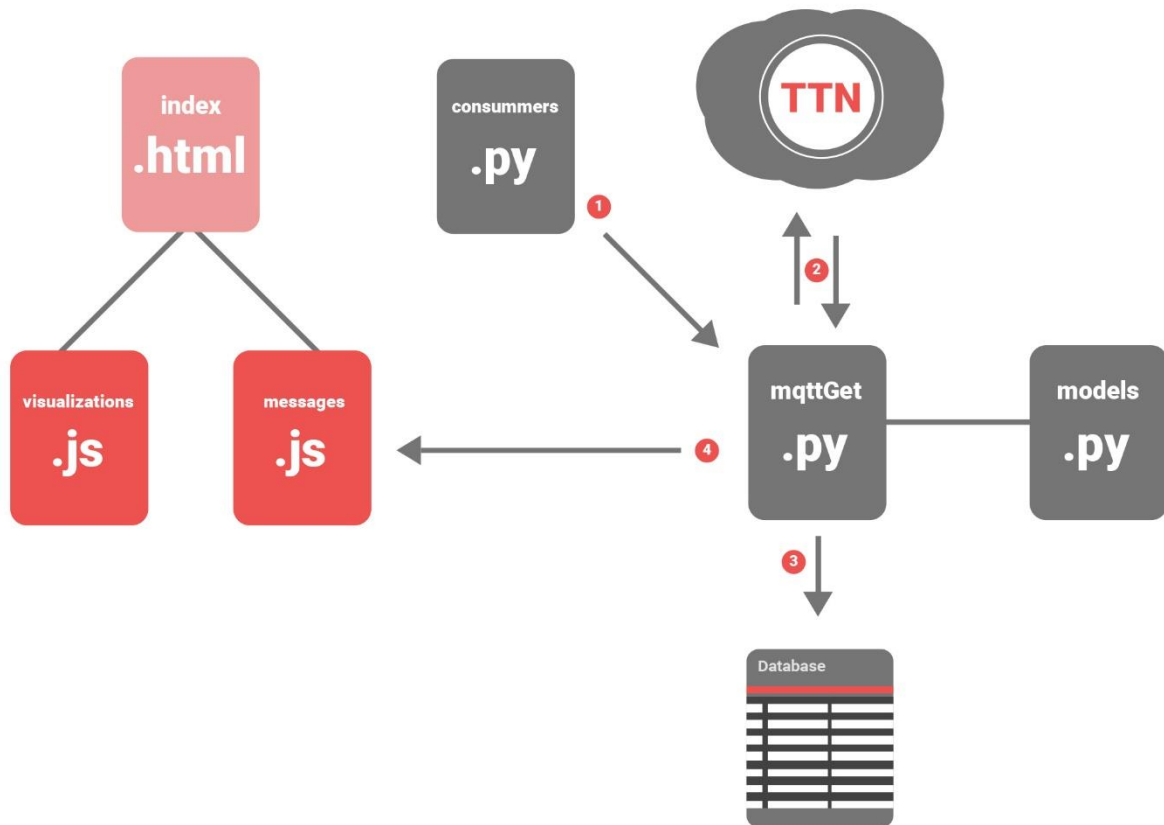 index
.html
consummers
.py
TTN
1
2
visualizations
.js
messages
.js
4
mqttGet
.py
models
.py
3
Database